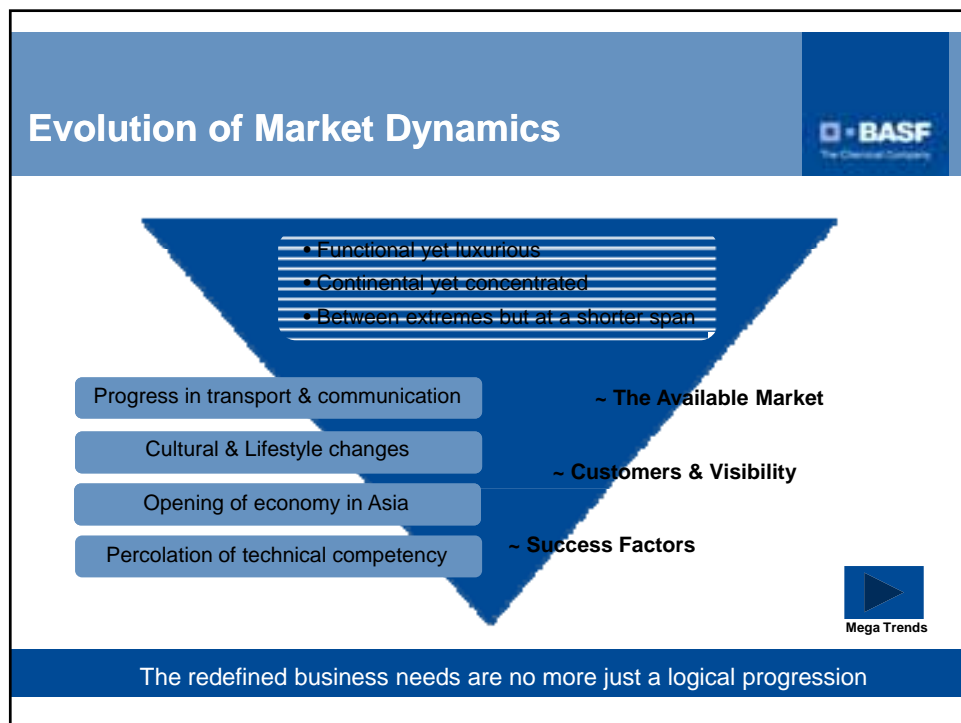 Evolution of Market Dynamics
BASF
The Chemical Company
• Functional yet luxurious
• Continental yet concentrated
• Between extremes but at a shorter span
Progress in transport & communication
~ The Available Market
Cultural & Lifestyle changes
~ Customers & Visibility
Opening of economy in Asia
~ Success Factors
Percolation of technical competency
Mega Trends
The redefined business needs are no more just a logical progression